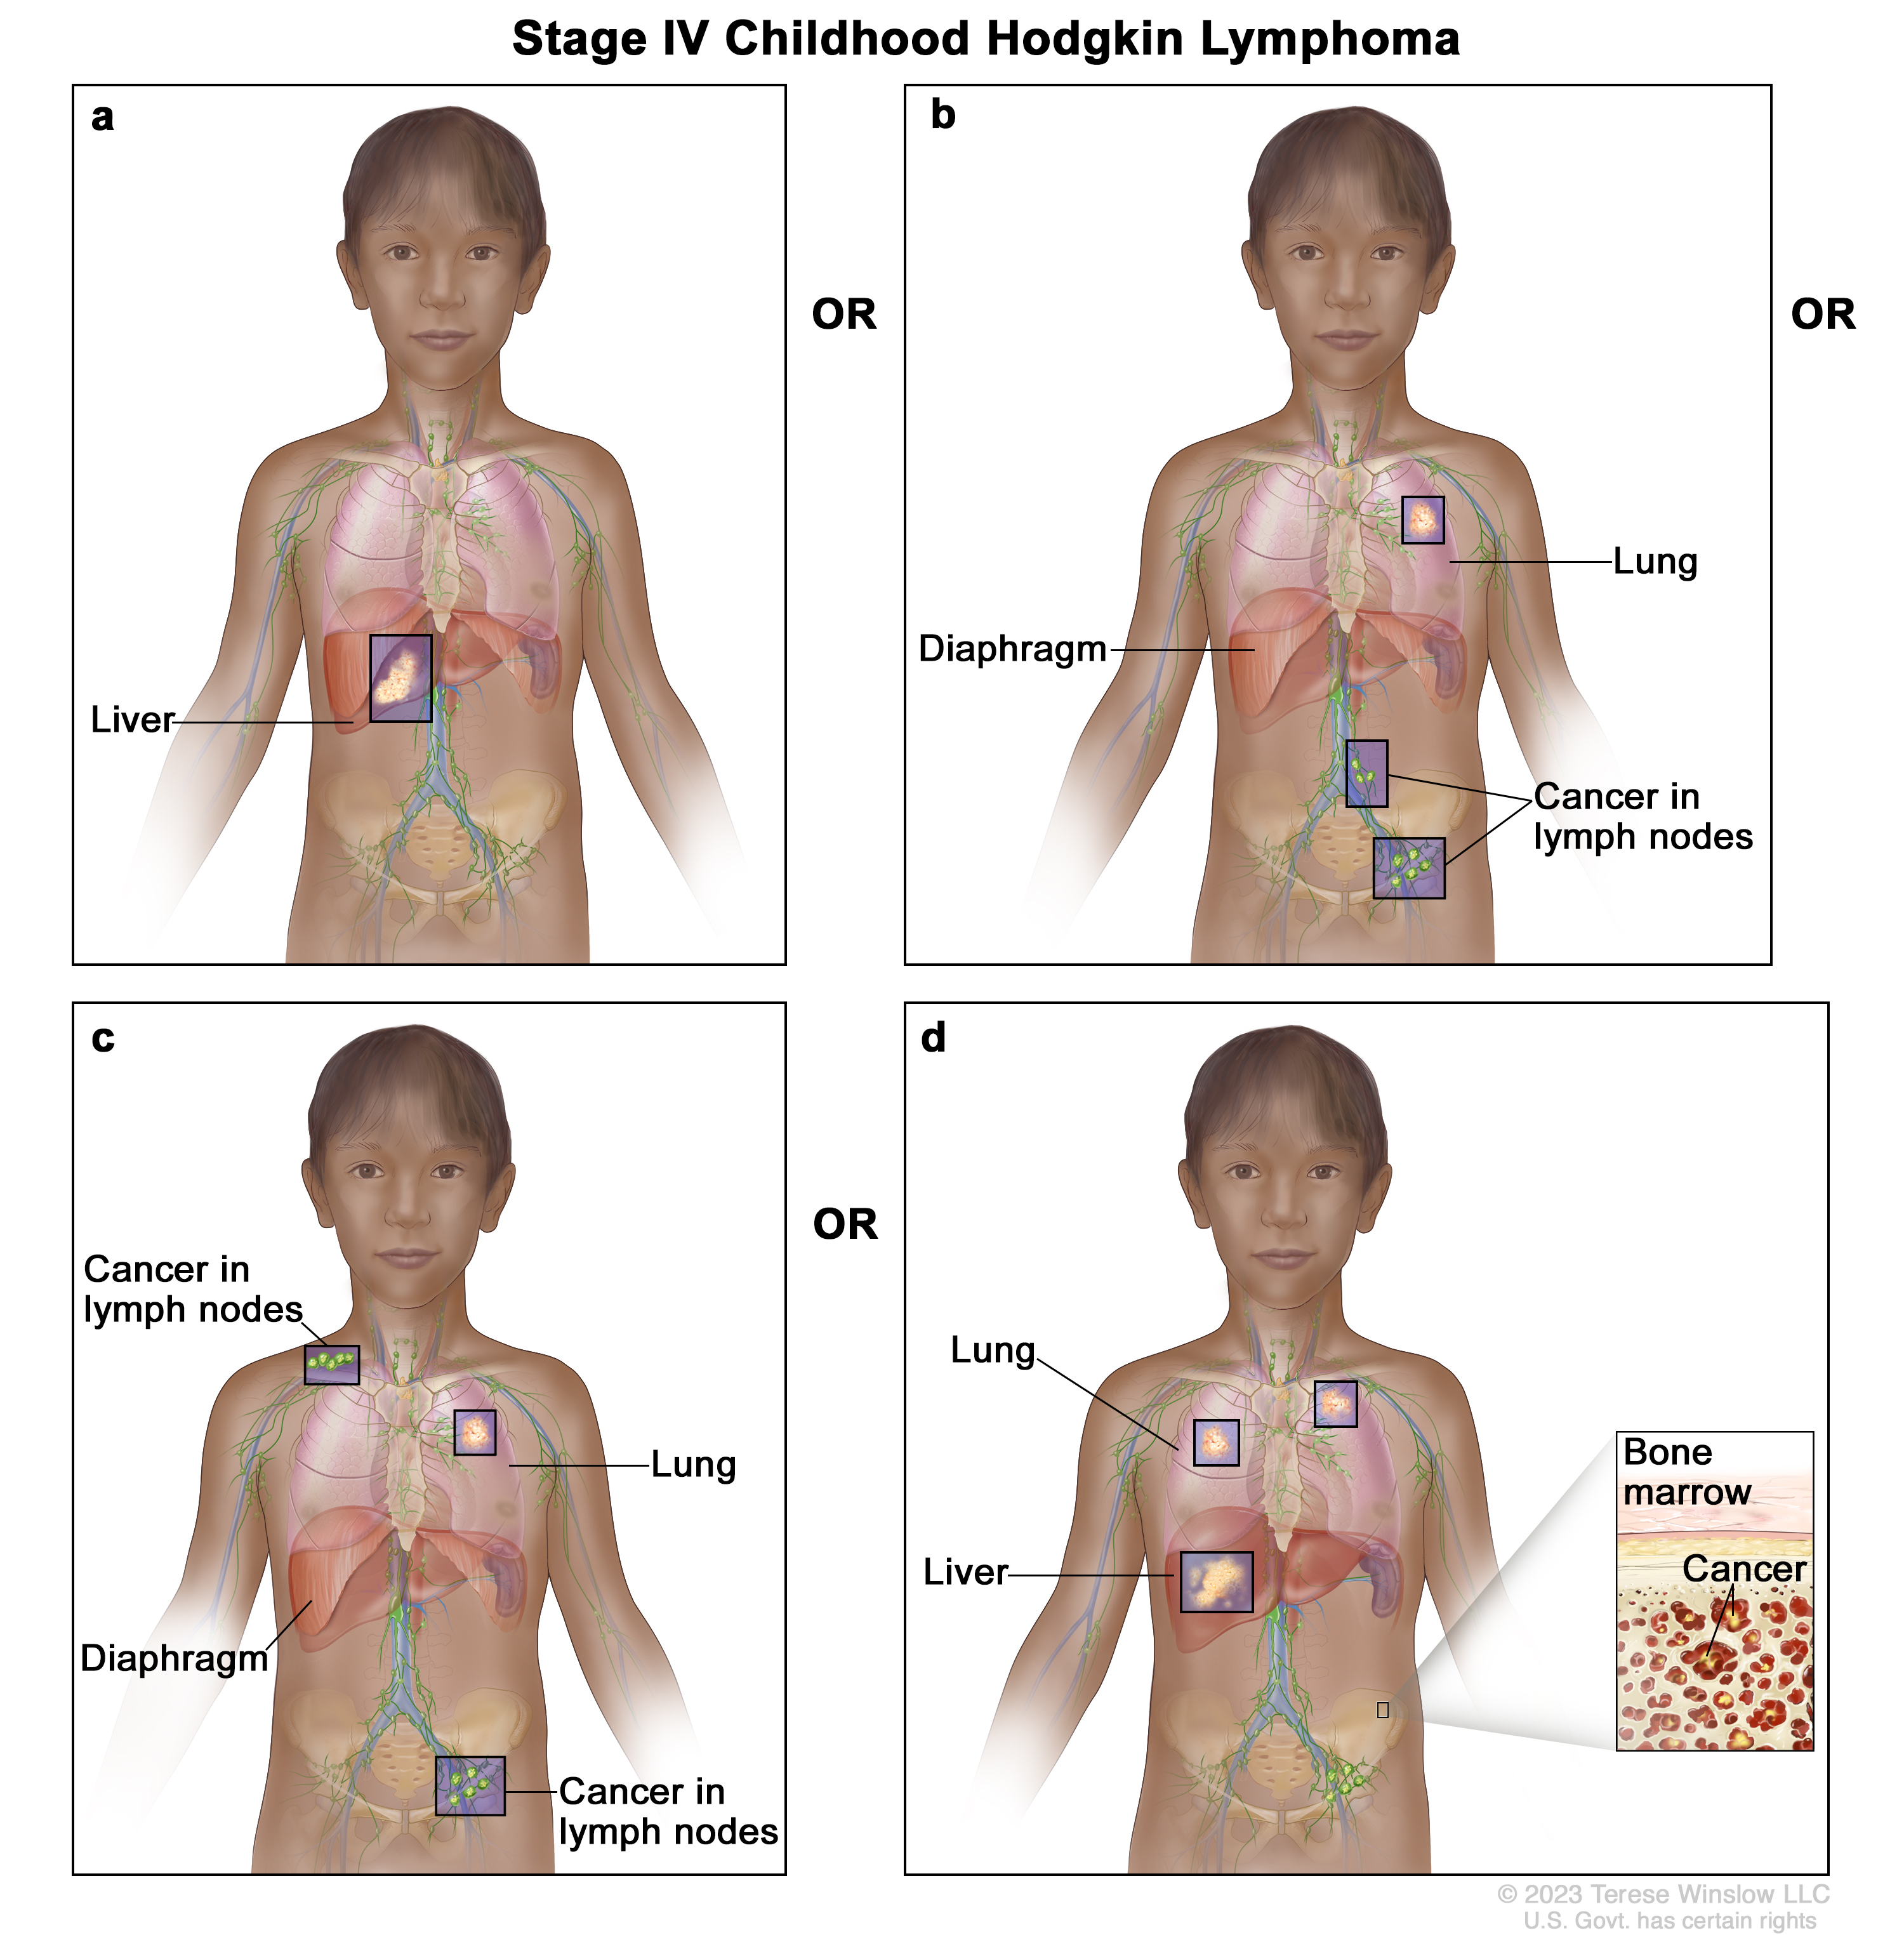 Stage IV Childhood Hodgkin Lymphoma
a
Liver
OR
b
Lung
Diaphragm
Cancer in
lymph nodes
OR
c
Cancer in
lymph nodes
Lung
Diaphragm
Cancer in
lymph nodes
OR
d
Lung
Liver
Bone
marrow
Cancer
© 2023 Terese Winslow LLC
U.S. Govt. has certain rights